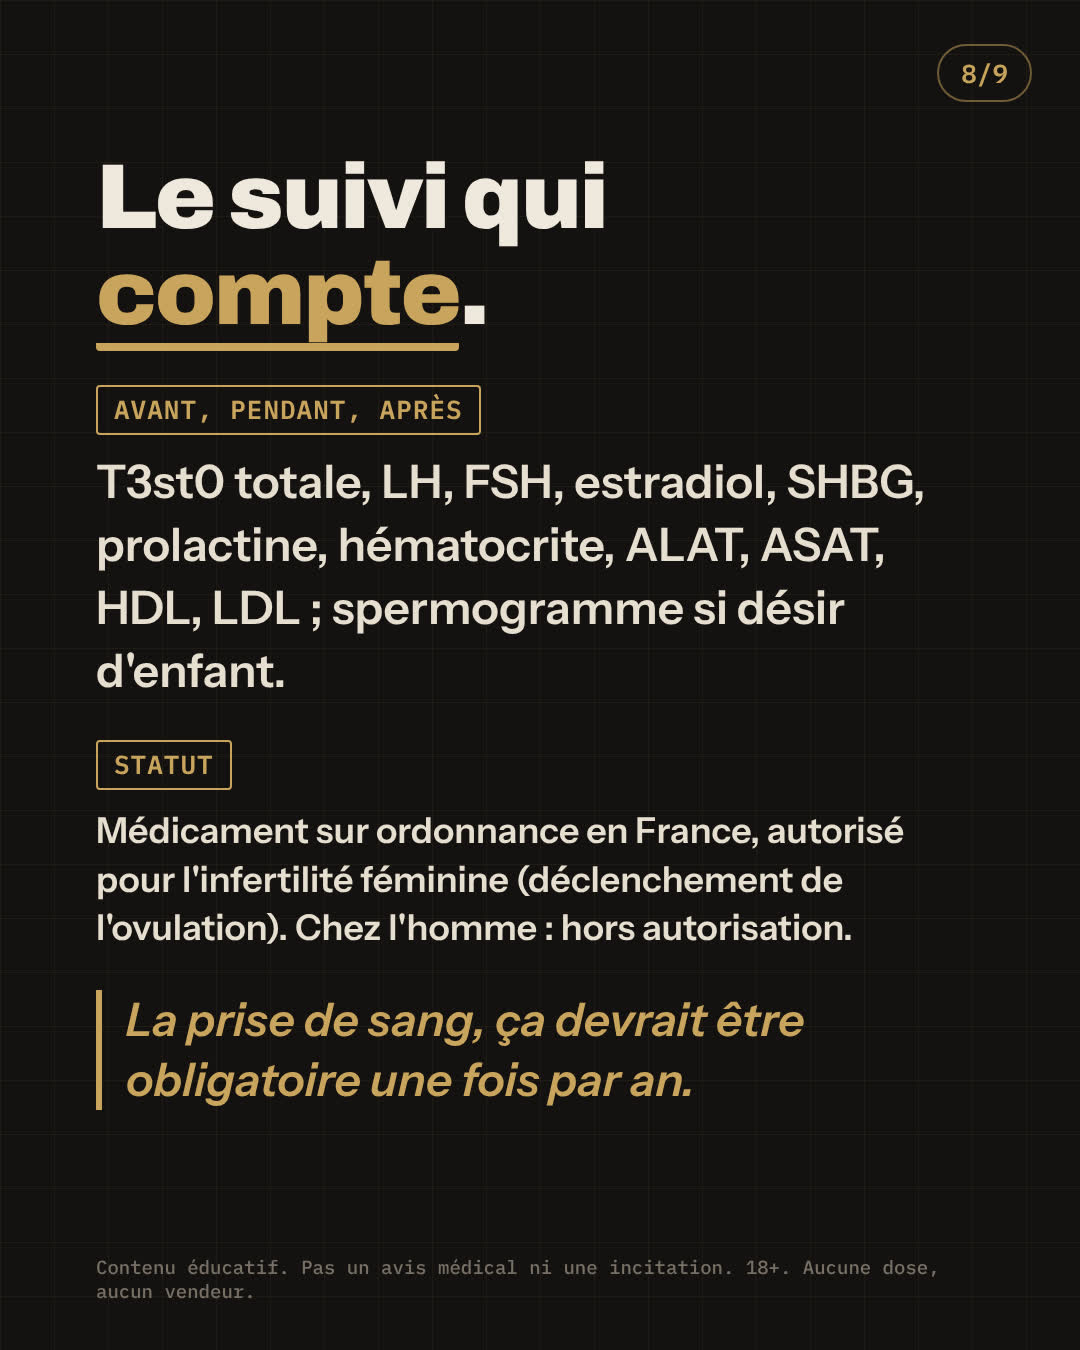 8/9
Le suivi qui
compte.
AVANT, PENDANT, APRÈS
T3st0 totale, LH, FSH, estradiol, SHBG,
prolactine, hématocrite, ALAT, ASAT,
HDL, LDL ; spermogramme si désir
d'enfant.
STATUT
Médicament sur ordonnance en France, autorisé
pour l'infertilité féminine (déclenchement de
l'ovulation). Chez l'homme : hors autorisation.
La prise de sang, ça devrait être
obligatoire une fois par an.
Contenu éducatif. Pas un avis médical ni une incitation. 18+. Aucune dose,
aucun vendeur.